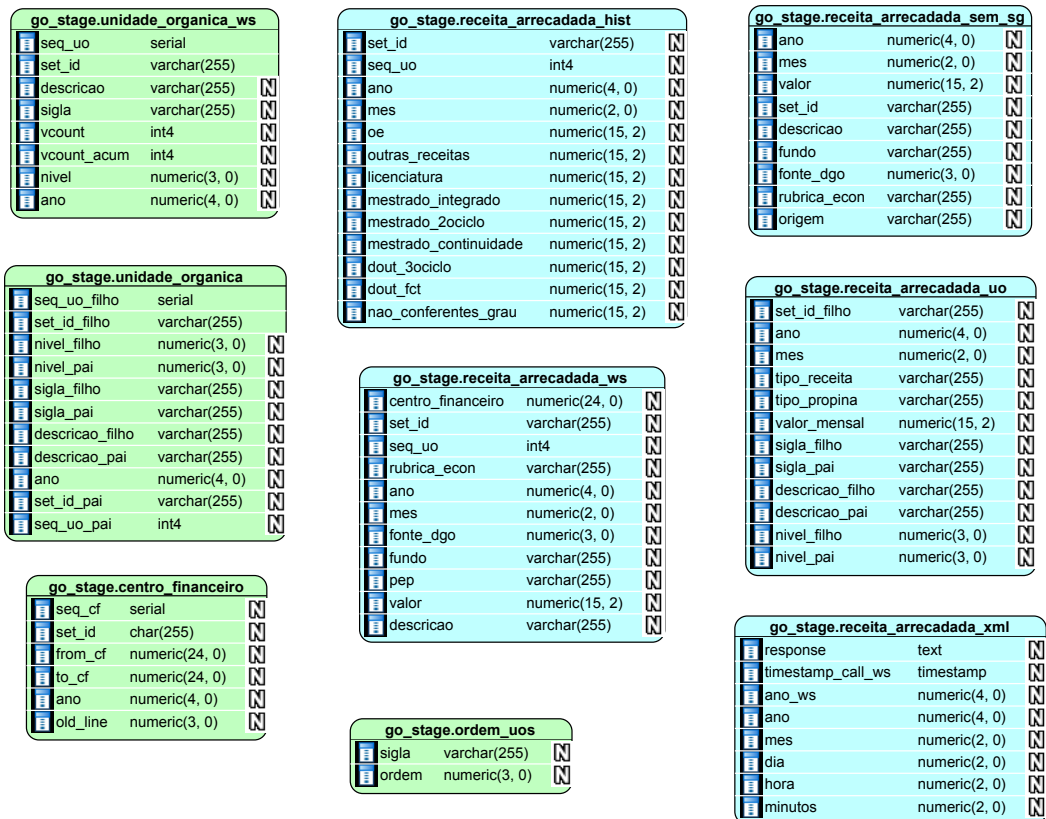 go_stage.unidade_organica_ws
seq_uo serial
set_id varchar(255)
descricao varchar(255) N
sigla varchar(255) N
vcount int4 N
vcount_acum int4 N
nivel numeric(3, 0) N
ano numeric(4, 0) N
go_stage.unidade_organica
seq_uo_filho serial
set_id_filho varchar(255)
nivel_filho numeric(3, 0) N
nivel_pai numeric(3, 0) N
sigla_filho varchar(255) N
sigla_pai varchar(255) N
descricao_filho varchar(255) N
descricao_pai varchar(255) N
ano numeric(4, 0) N
set_id_pai varchar(255) N
seq_uo_pai int4 N
go_stage.centro_financeiro
seq_cf serial N
set_id char(255) N
from_cf numeric(24, 0) N
to_cf numeric(24, 0) N
ano numeric(4, 0) N
old_line numeric(3, 0) N
go_stage.receita_arrecadada_hist
set_id varchar(255) N
seq_uo int4 N
ano numeric(4, 0) N
mes numeric(2, 0) N
oe numeric(15, 2) N
outras_receitas numeric(15, 2) N
licenciatura numeric(15, 2) N
mestrado_integrado numeric(15, 2) N
mestrado_2ociclo numeric(15, 2) N
mestrado_continuidade numeric(15, 2) N
dout_3ociclo numeric(15, 2) N
dout_fct numeric(15, 2) N
nao_conferentes_grau numeric(15, 2) N
go_stage.receita_arrecadada_ws
centro_financeiro numeric(24, 0) N
set_id varchar(255) N
seq_uo int4 N
rubrica_econ varchar(255) N
ano numeric(4, 0) N
mes numeric(2, 0) N
fonte_dgo numeric(3, 0) N
fundo varchar(255) N
pep varchar(255) N
valor numeric(15, 2) N
descricao varchar(255) N
go_stage.ordem_uos
sigla varchar(255) N
ordem numeric(3, 0) N
go_stage.receita_arrecadada_sem_sg
ano numeric(4, 0) N
mes numeric(2, 0) N
valor numeric(15, 2) N
set_id varchar(255) N
descricao varchar(255) N
fundo varchar(255) N
fonte_dgo numeric(3, 0) N
rubrica_econ varchar(255) N
origem varchar(255) N
go_stage.receita_arrecadada_uo
set_id_filho varchar(255) N
ano numeric(4, 0) N
mes numeric(2, 0) N
tipo_receita varchar(255) N
tipo_propina varchar(255) N
valor_mensal numeric(15, 2) N
sigla_filho varchar(255) N
sigla_pai varchar(255) N
descricao_filho varchar(255) N
descricao_pai varchar(255) N
nivel_filho numeric(3, 0) N
nivel_pai numeric(3, 0) N
go_stage.receita_arrecadada_xml
response text N
timestamp_call_ws timestamp N
ano_ws numeric(4, 0) N
ano numeric(4, 0) N
mes numeric(2, 0) N
dia numeric(2, 0) N
hora numeric(2, 0) N
minutos numeric(2, 0) N